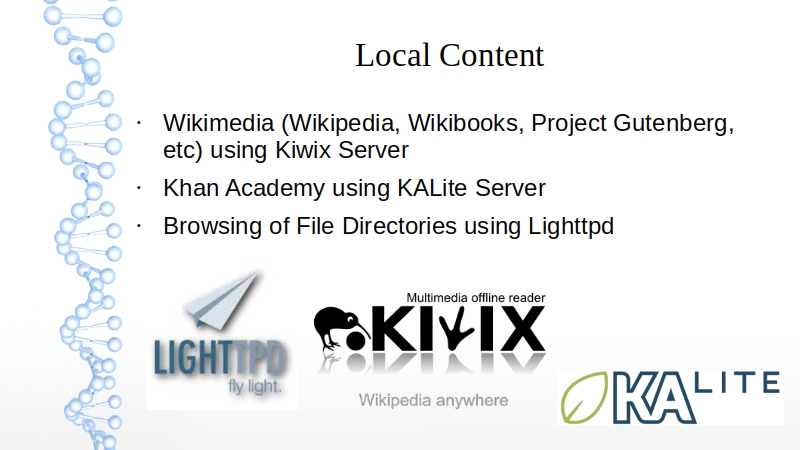 Local Content
· Wikimedia (Wikipedia, Wikibooks, Project Gutenberg,
etc) using Kiwix Server
· Khan Academy using KALite Server
· Browsing of File Directories using Lighttpd
LIGHTTPD
fly light.
Multimedia offline reader
KIWIX
Wikipedia anywhere
KA LITE